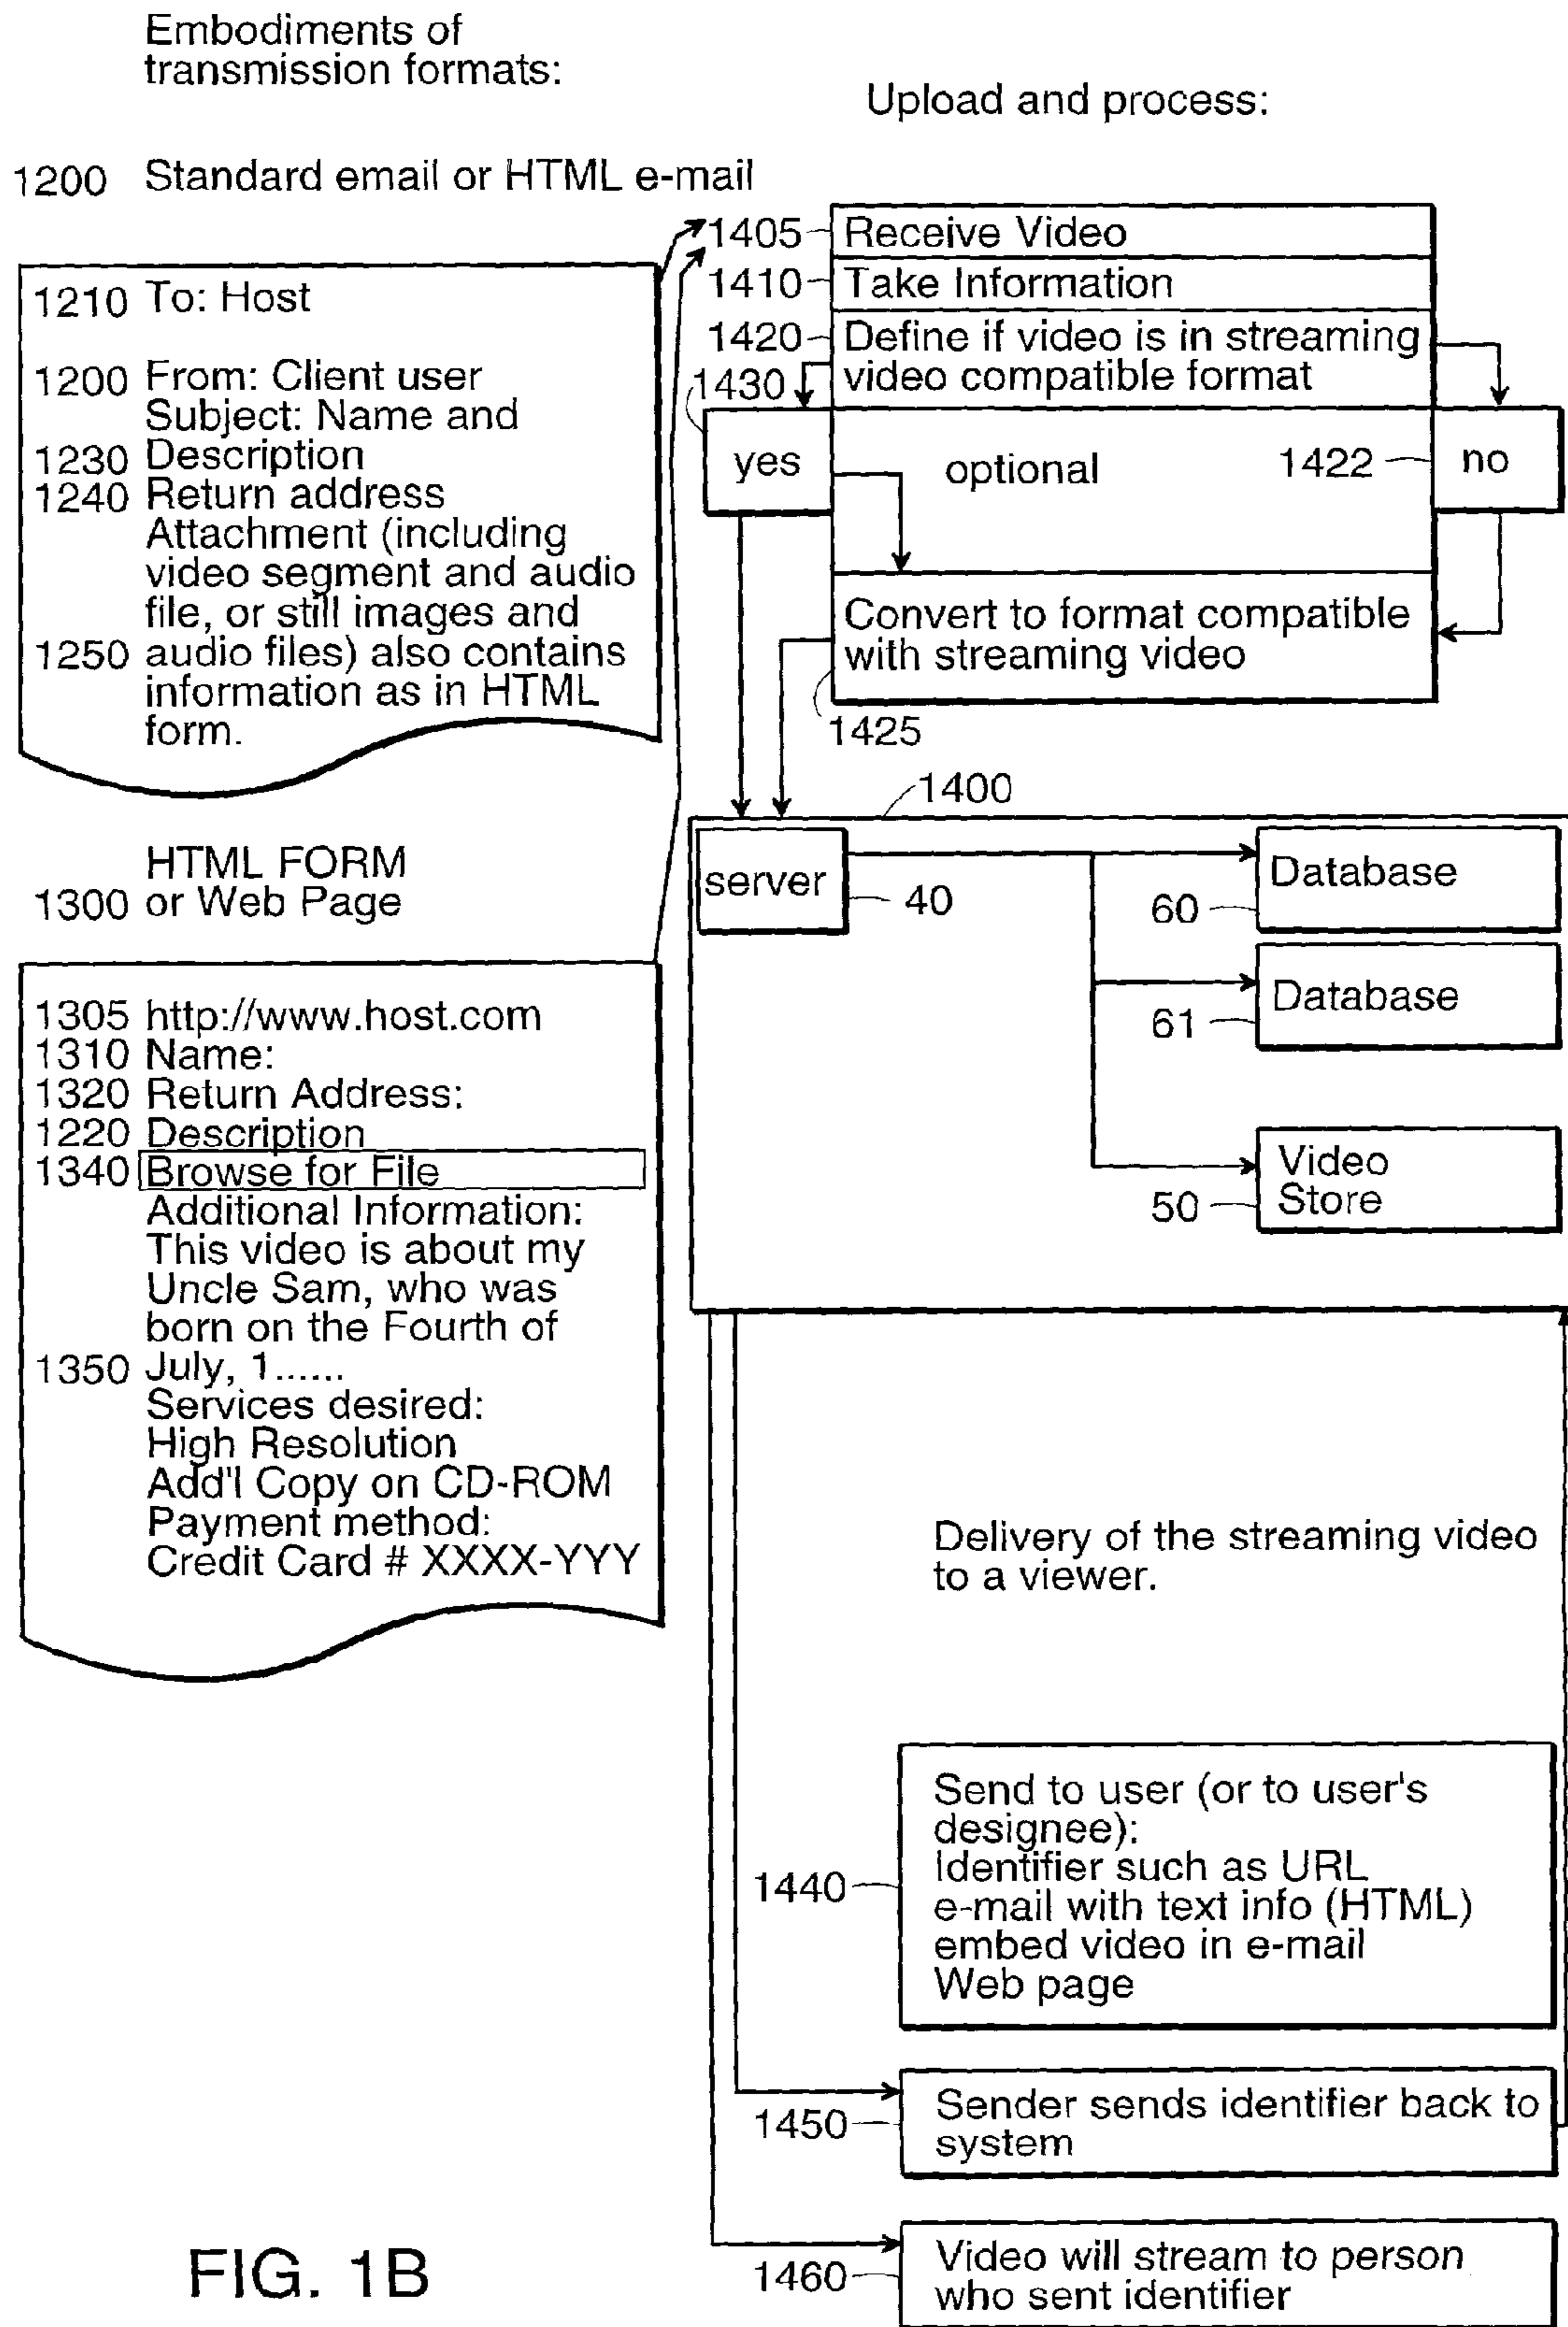 Embodiments of
transmission formats:
1200 Standard email or HTML e-mail
1210 To: Host
1200 From: Client user
Subject: Name and
1230 Description
1240 Return address
Attachment (including
video segment and audio
file, or still images and
1250 audio files) also contains
information as in HTML
form.
HTML FORM
1300 or Web Page
1305 http://www.host.com
1310 Name:
1320 Return Address:
1220 Description
1340 Browse for File
Additional Information:
This video is about my
Uncle Sam, who was
born on the Fourth of
1350 July, 1......
Services desired:
High Resolution
Add'l Copy on CD-ROM
Payment method:
Credit Card # XXXX-YYY
Upload and process:
1405 Receive Video
1410 Take Information
1420 Define if video is in streaming
video compatible format
1430
yes
optional
1422 no
Convert to format compatible
with streaming video
1425
1400
server
40
Database
60
Database
61
Video
Store
50
Delivery of the streaming video
to a viewer.
Send to user (or to user's
designee):
Identifier such as URL
1440 e-mail with text info (HTML)
embed video in e-mail
Web page
1450 Sender sends identifier back to
system
1460 Video will stream to person
who sent identifier
FIG. 1B